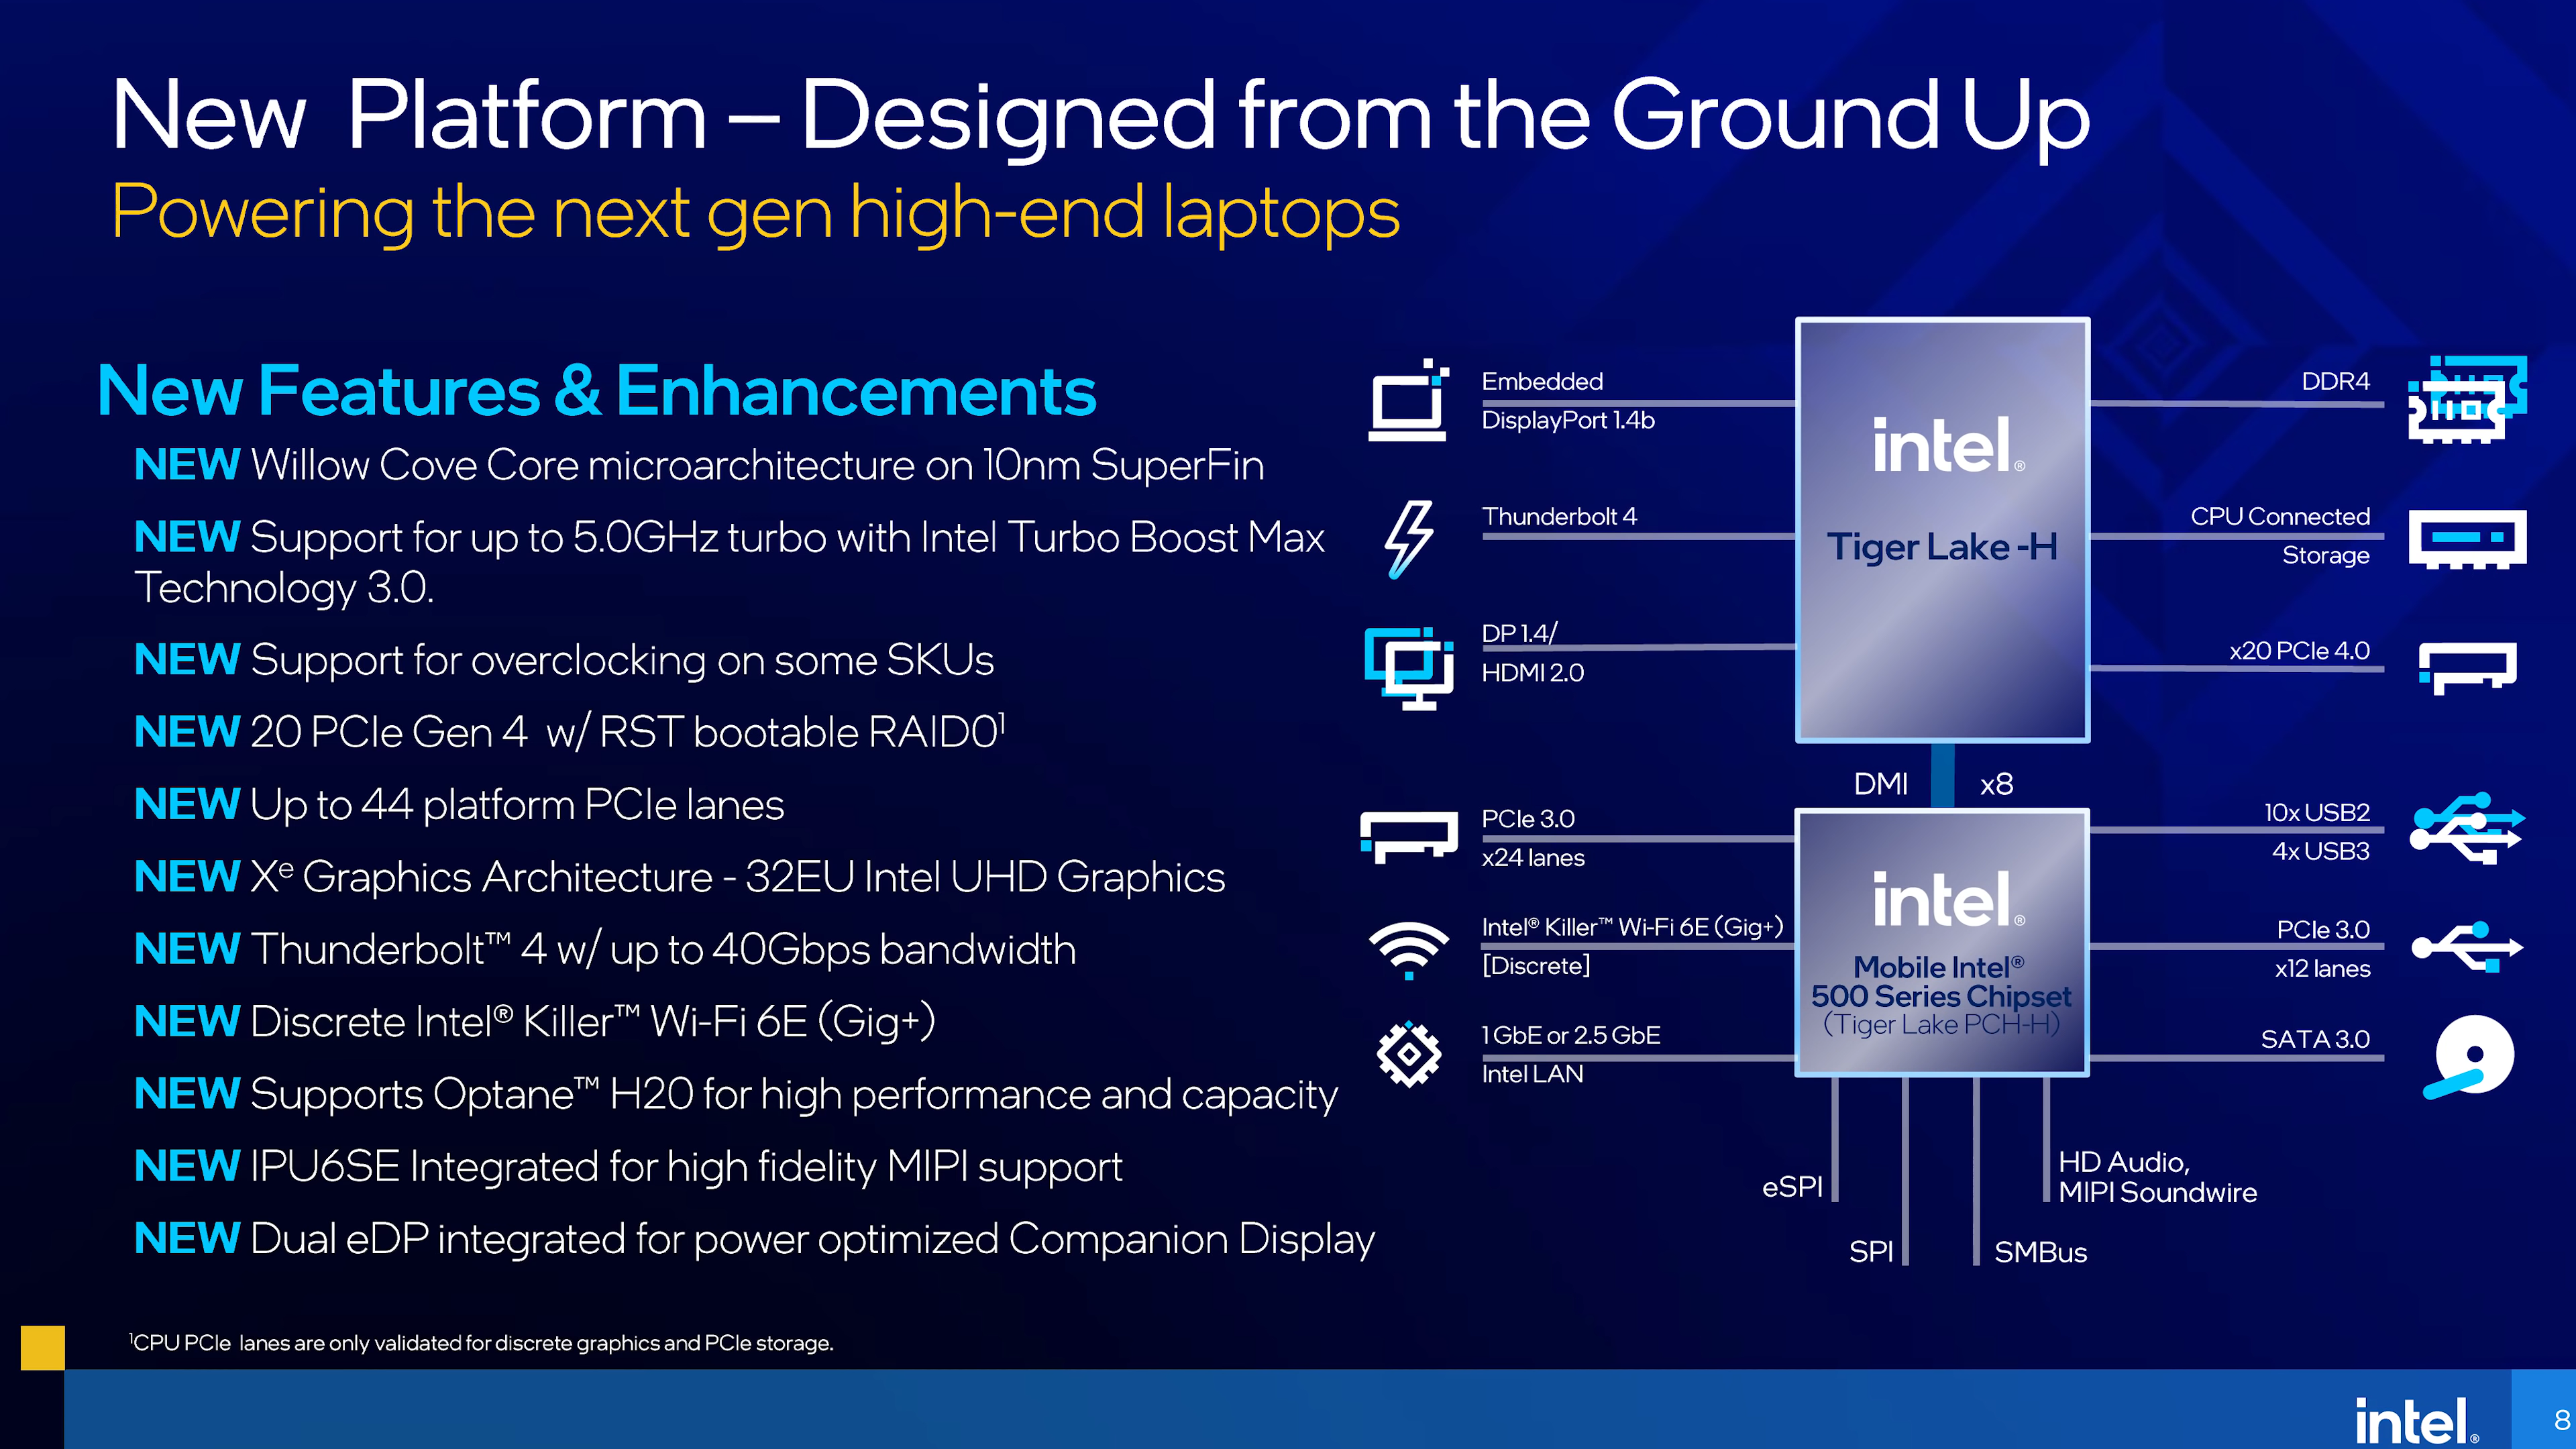 New Platform – Designed from the Ground Up
Powering the next gen high-end laptops
New Features & Enhancements
NEW Willow Cove Core microarchitecture on 10nm SuperFin
NEW Support for up to 5.0GHz turbo with Intel Turbo Boost Max
Technology 3.0.
NEW Support for overclocking on some SKUs
NEW 20 PCIe Gen 4 w/ RST bootable RAID0¹
NEW Up to 44 platform PCIe lanes
NEW Xᵉ Graphics Architecture - 32EU Intel UHD Graphics
NEW Thunderbolt™ 4 w/ up to 40Gbps bandwidth
NEW Discrete Intel® Killer™ Wi-Fi 6E (Gig+)
NEW Supports Optane™ H20 for high performance and capacity
NEW IPU6SE Integrated for high fidelity MIPI support
NEW Dual eDP integrated for power optimized Companion Display
¹CPU PCIe lanes are only validated for discrete graphics and PCIe storage.
Embedded
DisplayPort 1.4b
Thunderbolt 4
DP 1.4/
HDMI 2.0
intel®
Tiger Lake -H
DDR4
CPU Connected
Storage
x20 PCIe 4.0
DMI x8
PCIe 3.0
x24 lanes
Intel® Killer™ Wi-Fi 6E (Gig+)
[Discrete]
1 GbE or 2.5 GbE
Intel LAN
intel®
Mobile Intel®
500 Series Chipset
(Tiger Lake PCH-H)
10x USB2
4x USB3
PCIe 3.0
x12 lanes
SATA 3.0
eSPI
SPI
SMBus
HD Audio,
MIPI Soundwire
intel®
8